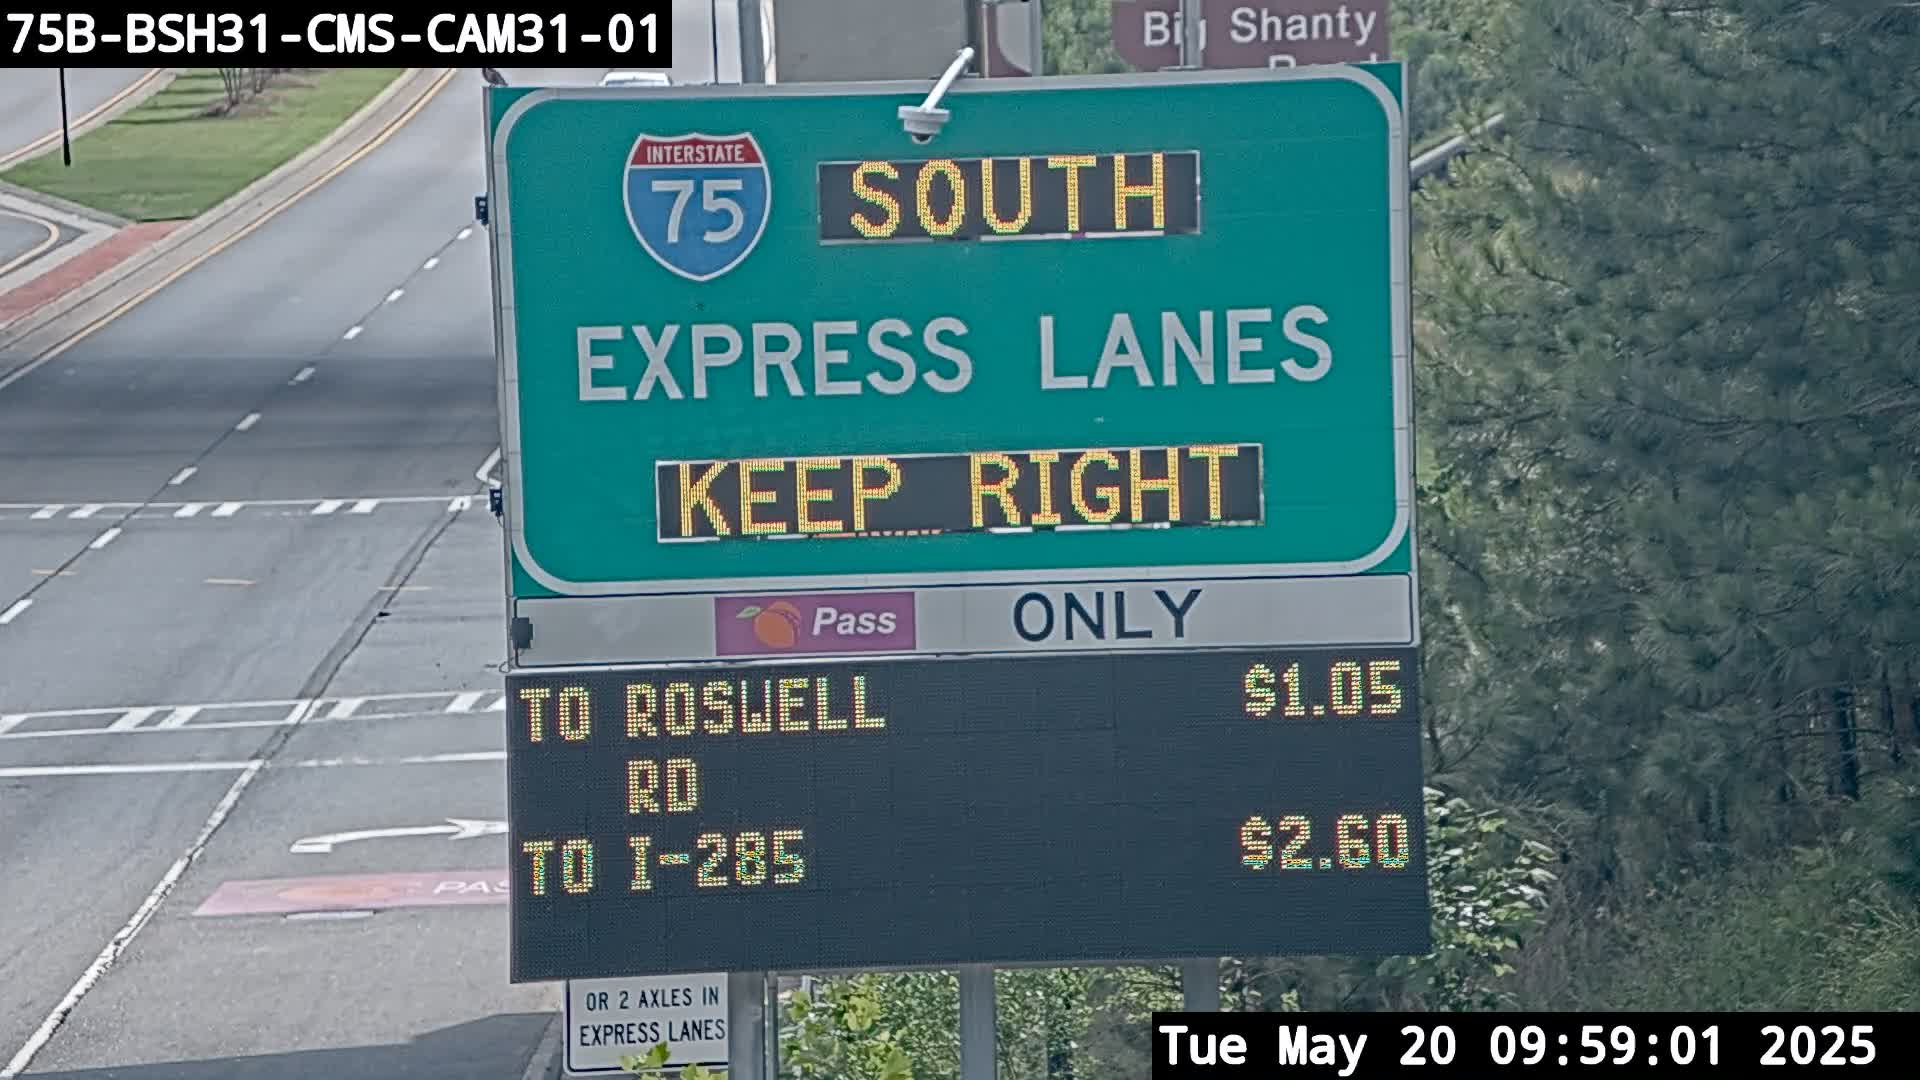 75B-BSH31-CMS-CAM31-01
Big Shanty
INTERSTATE
75
SOUTH
EXPRESS LANES
KEEP RIGHT
Pass
ONLY
TO ROSWELL $1.05
RD
TO I-285 $2.60
OR 2 AXLES IN
EXPRESS LANES
Tue May 20 09:59:01 2025